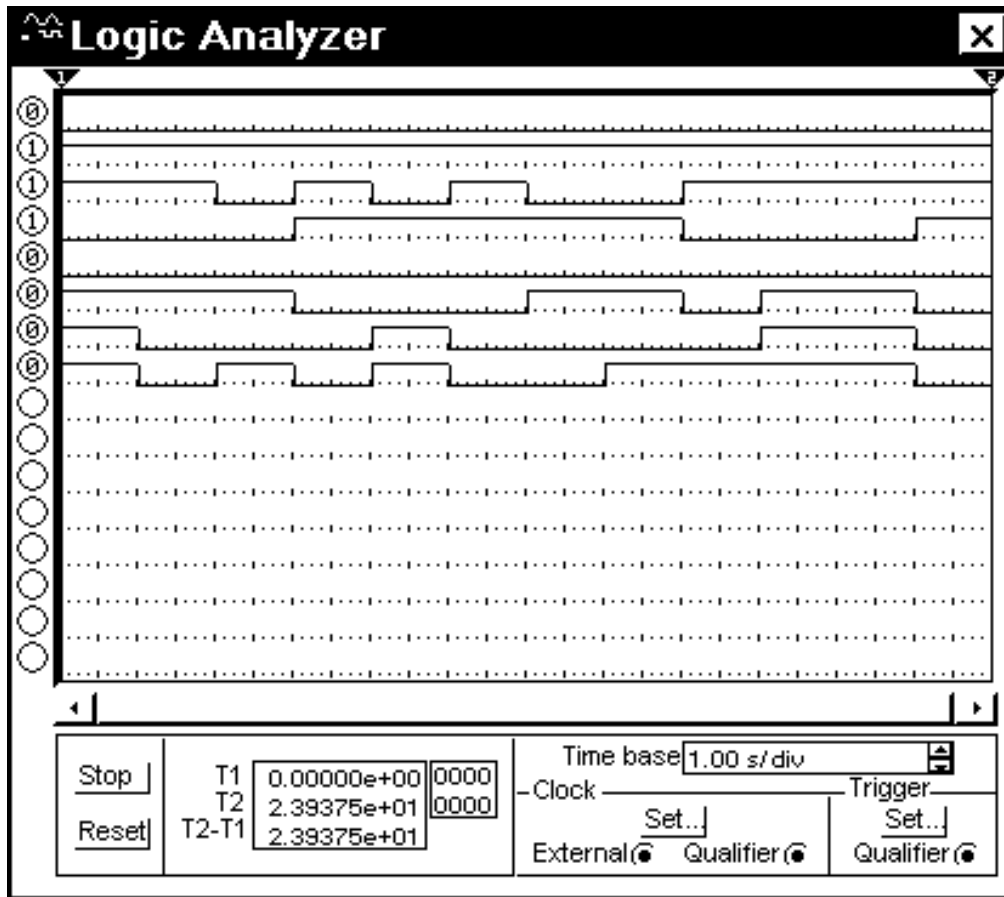 Logic Analyzer
1 2
0
1
1
1
0
0
0
0
Stop
Reset
T1 0.00000e+00 0000
T2 2.39375e+01 0000
T2-T1 2.39375e+01
Time base 1.00 s/div
Clock
Set...
External Qualifier
Trigger
Set...
Qualifier